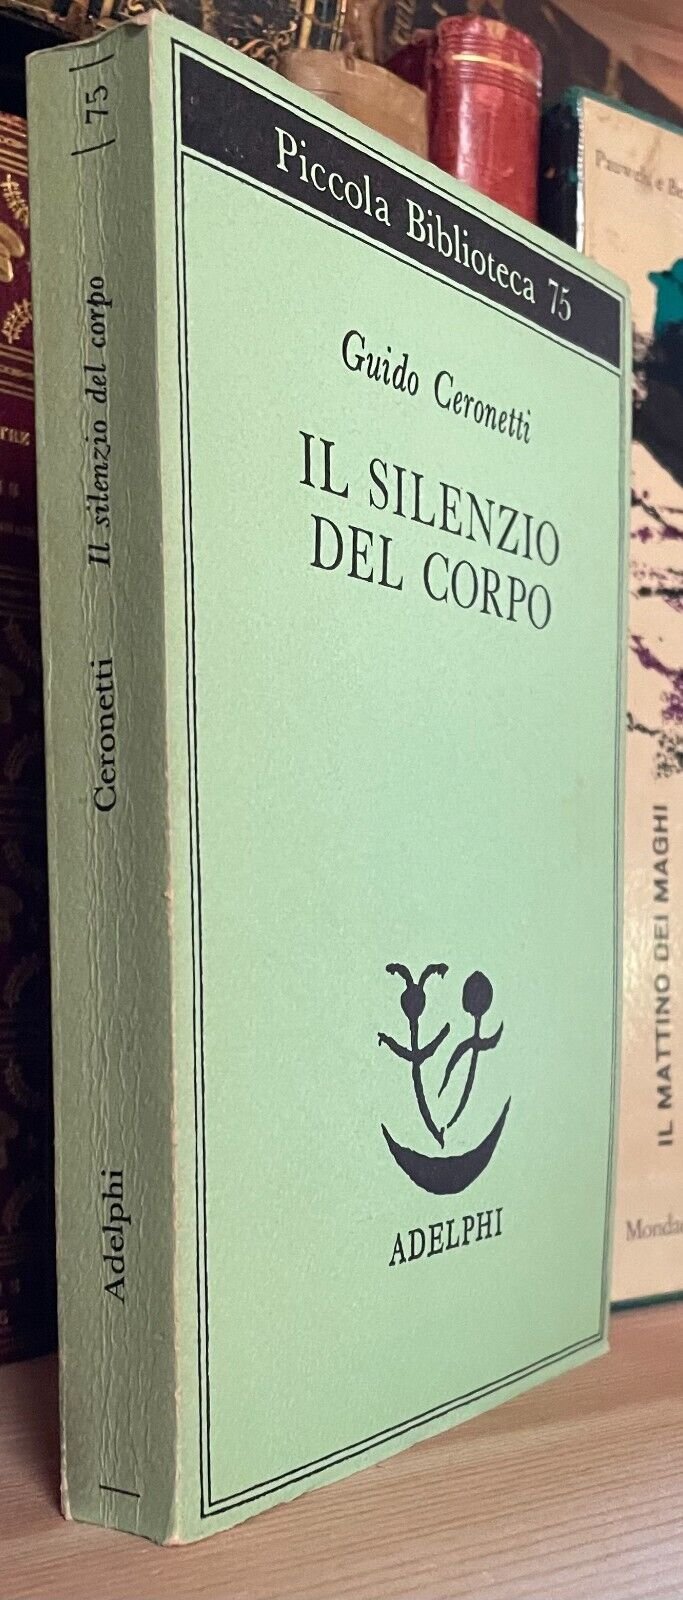 Piccola Biblioteca 75
Guido Ceronetti
IL SILENZIO
DEL CORPO
ADELPHI
| 75 |
Il silenzio del corpo
Ceronetti
Adelphi
IL MATTINO DEI MAGHI